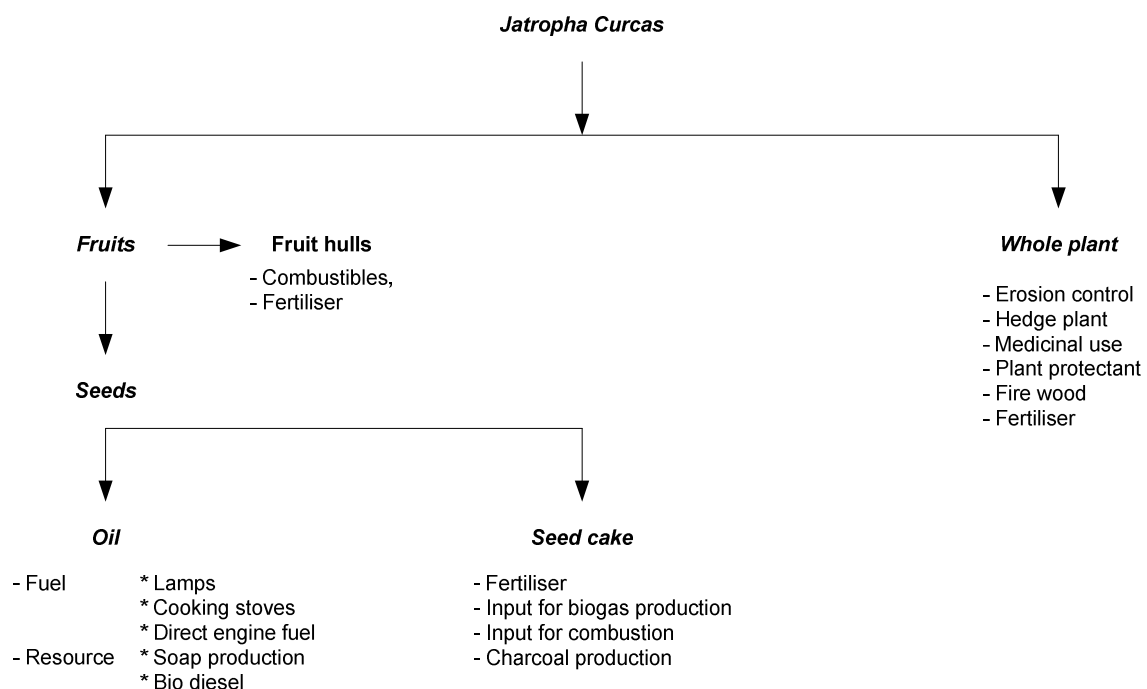 Jatropha Curcas
Fruits
Fruit hulls
- Combustibles,
- Fertiliser
Whole plant
- Erosion control
- Hedge plant
- Medicinal use
- Plant protectant
- Fire wood
- Fertiliser
Seeds
Oil
- Fuel * Lamps
* Cooking stoves
* Direct engine fuel
- Resource * Soap production
* Bio diesel
Seed cake
- Fertiliser
- Input for biogas production
- Input for combustion
- Charcoal production